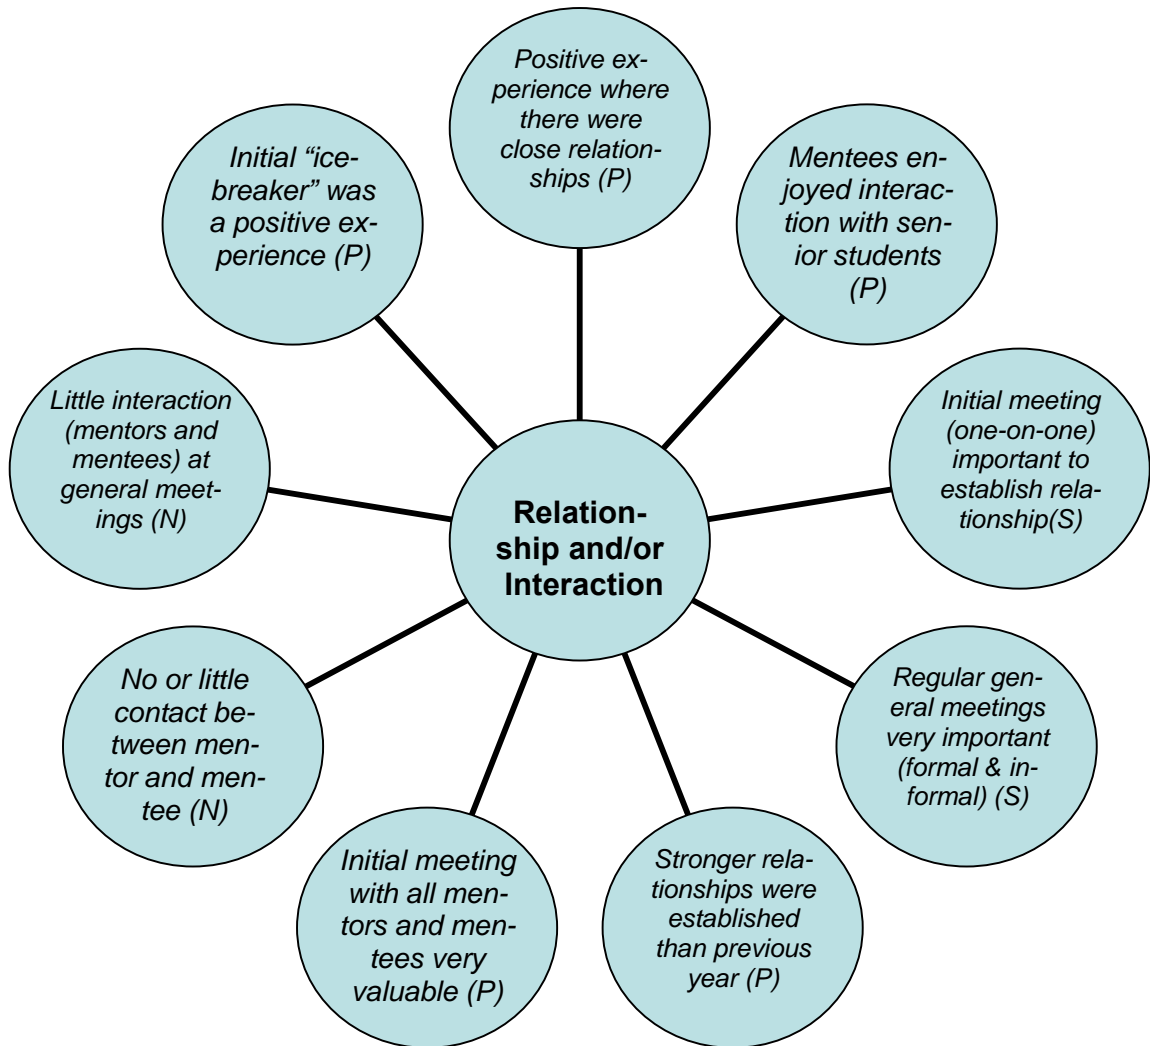 Positive ex-
perience where
there were
close relation-
ships (P)
Mentees en-
joyed interac-
tion with sen-
ior students
(P)
Initial meeting
(one-on-one)
important to
establish rela-
tionship(S)
Regular gen-
eral meetings
very important
(formal & in-
formal) (S)
Stronger rela-
tionships were
established
than previous
year (P)
Initial meeting
with all men-
tors and men-
tees very
valuable (P)
No or little
contact be-
tween men-
tor and men-
tee (N)
Little interaction
(mentors and
mentees) at
general meet-
ings (N)
Initial “ice-
breaker” was
a positive ex-
perience (P)
Relation-
ship and/or
Interaction